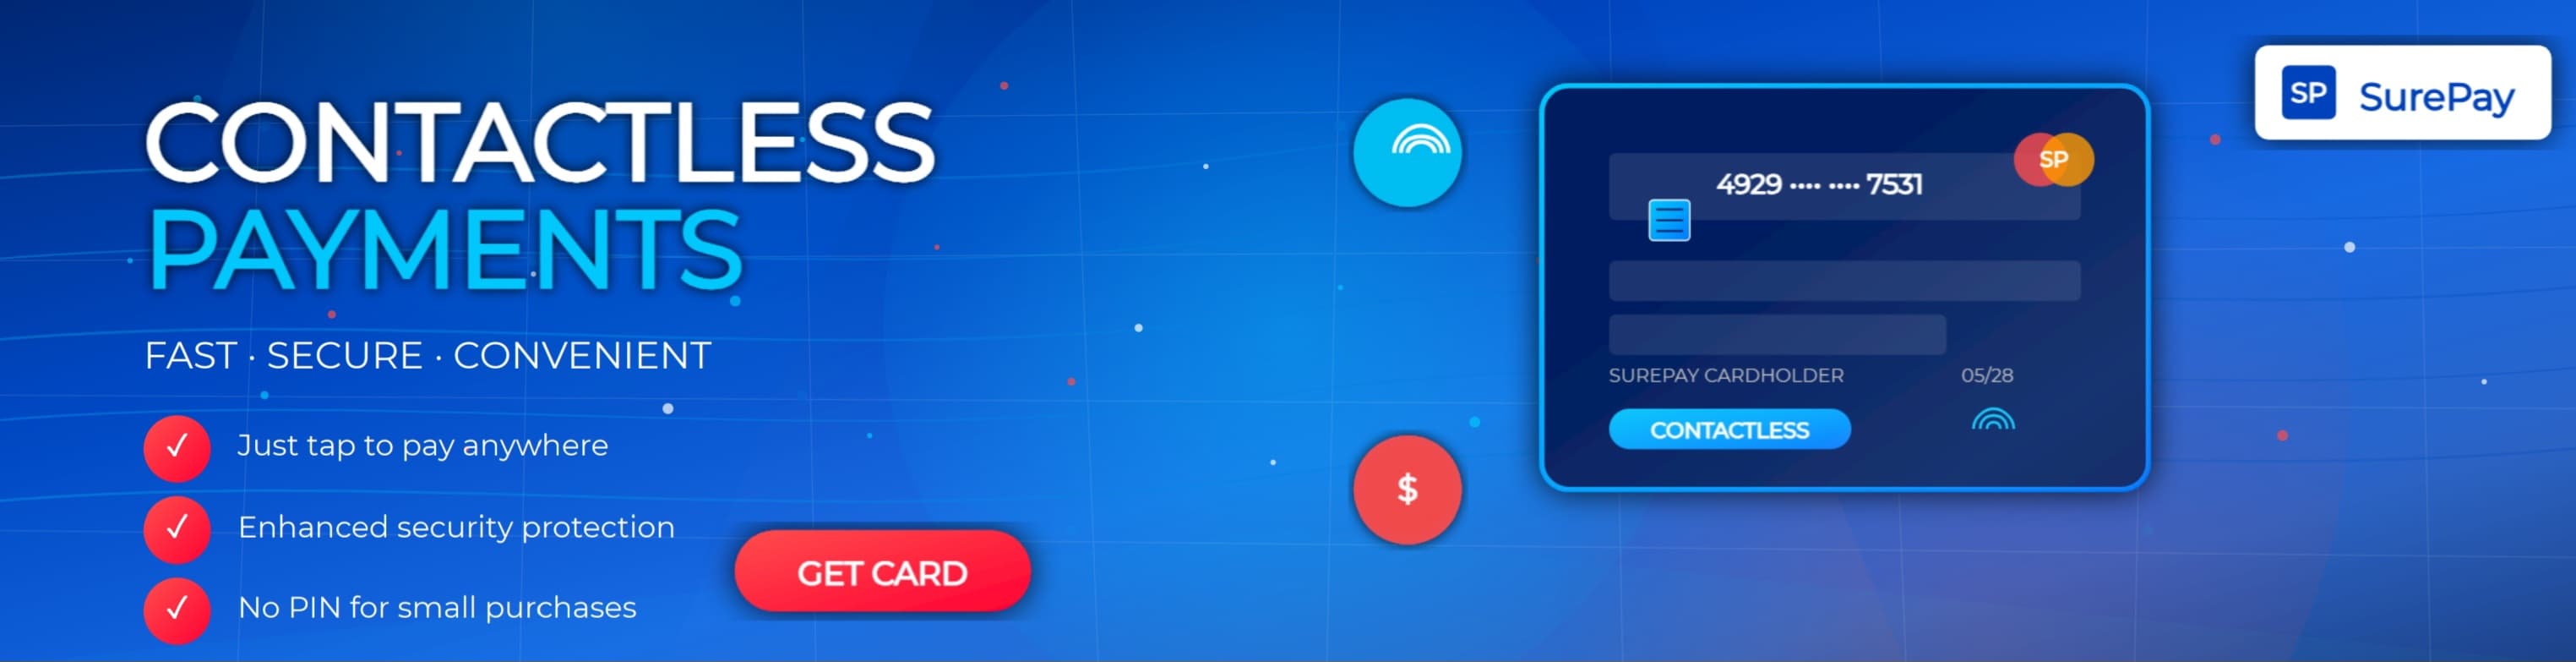 CONTACTLESS
PAYMENTS
FAST · SECURE · CONVENIENT
✓ Just tap to pay anywhere
✓ Enhanced security protection
✓ No PIN for small purchases
GET CARD
$
4929 •••• •••• 7531
SP
SUREPAY CARDHOLDER 05/28
CONTACTLESS
SP SurePay